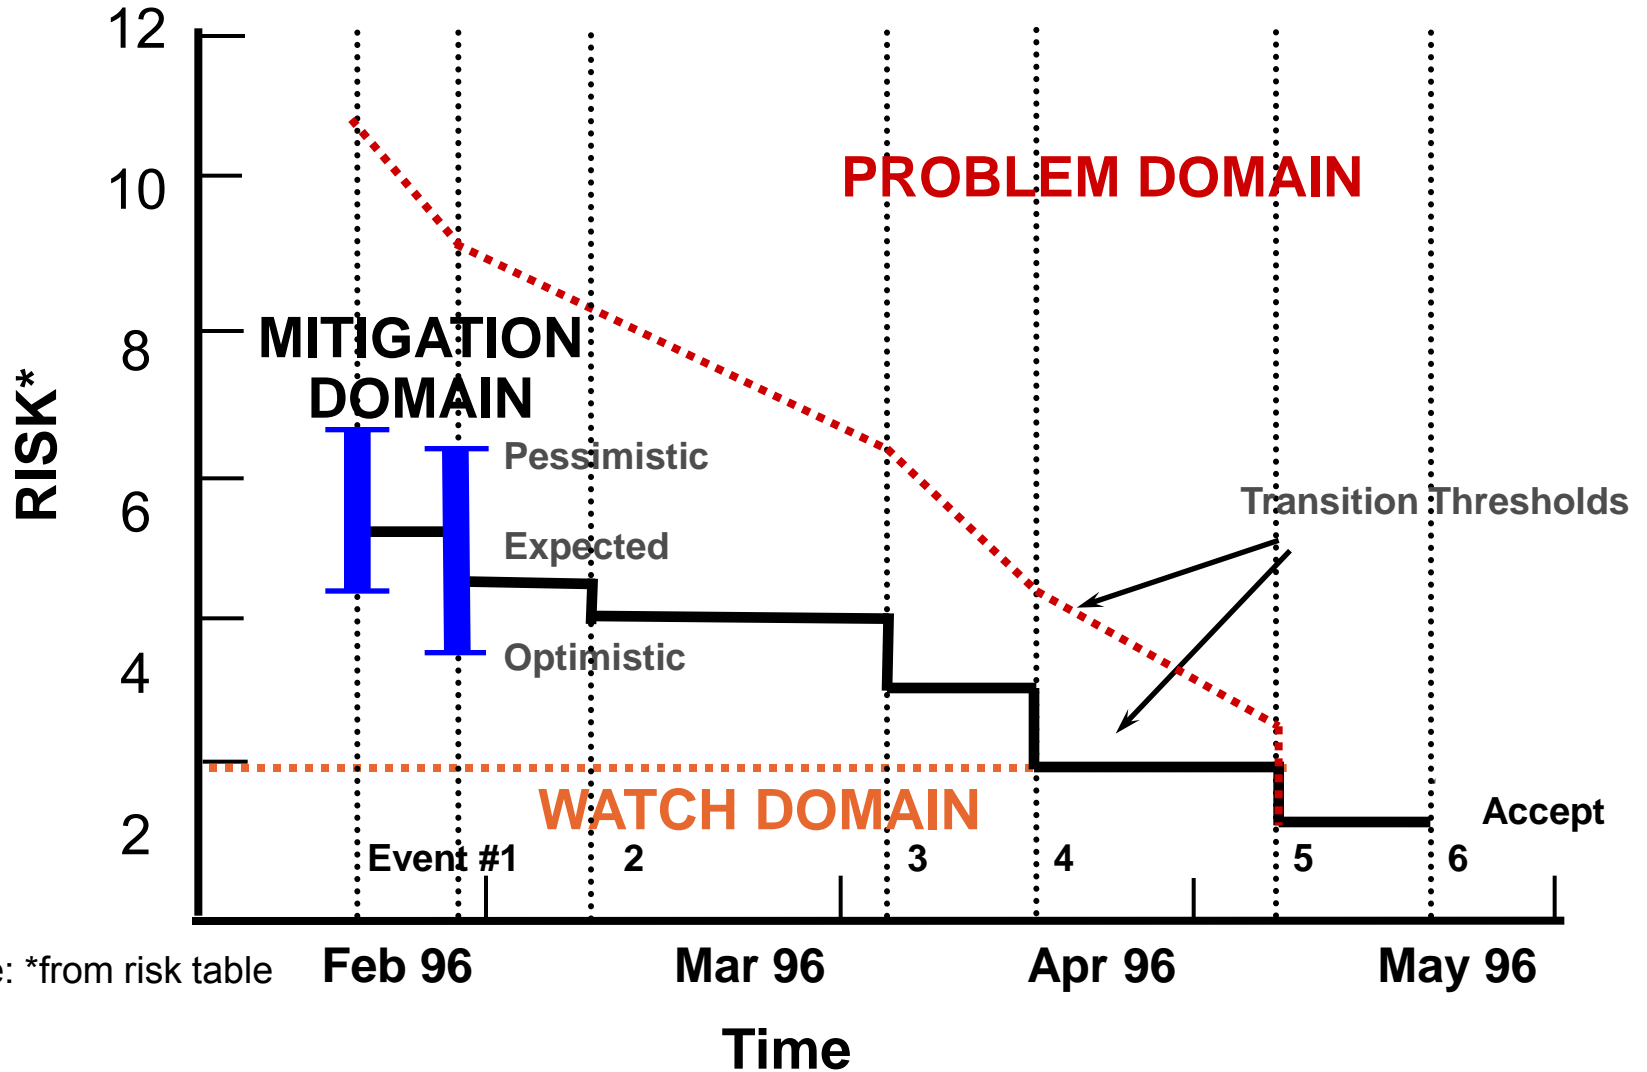 12
10
8
6
4
2
RISK*
PROBLEM DOMAIN
MITIGATION
DOMAIN
Pessimistic
Expected
Optimistic
Transition Thresholds
WATCH DOMAIN
Accept
Event #1 2 3 4 5 6
: *from risk table
Feb 96 Mar 96 Apr 96 May 96
Time